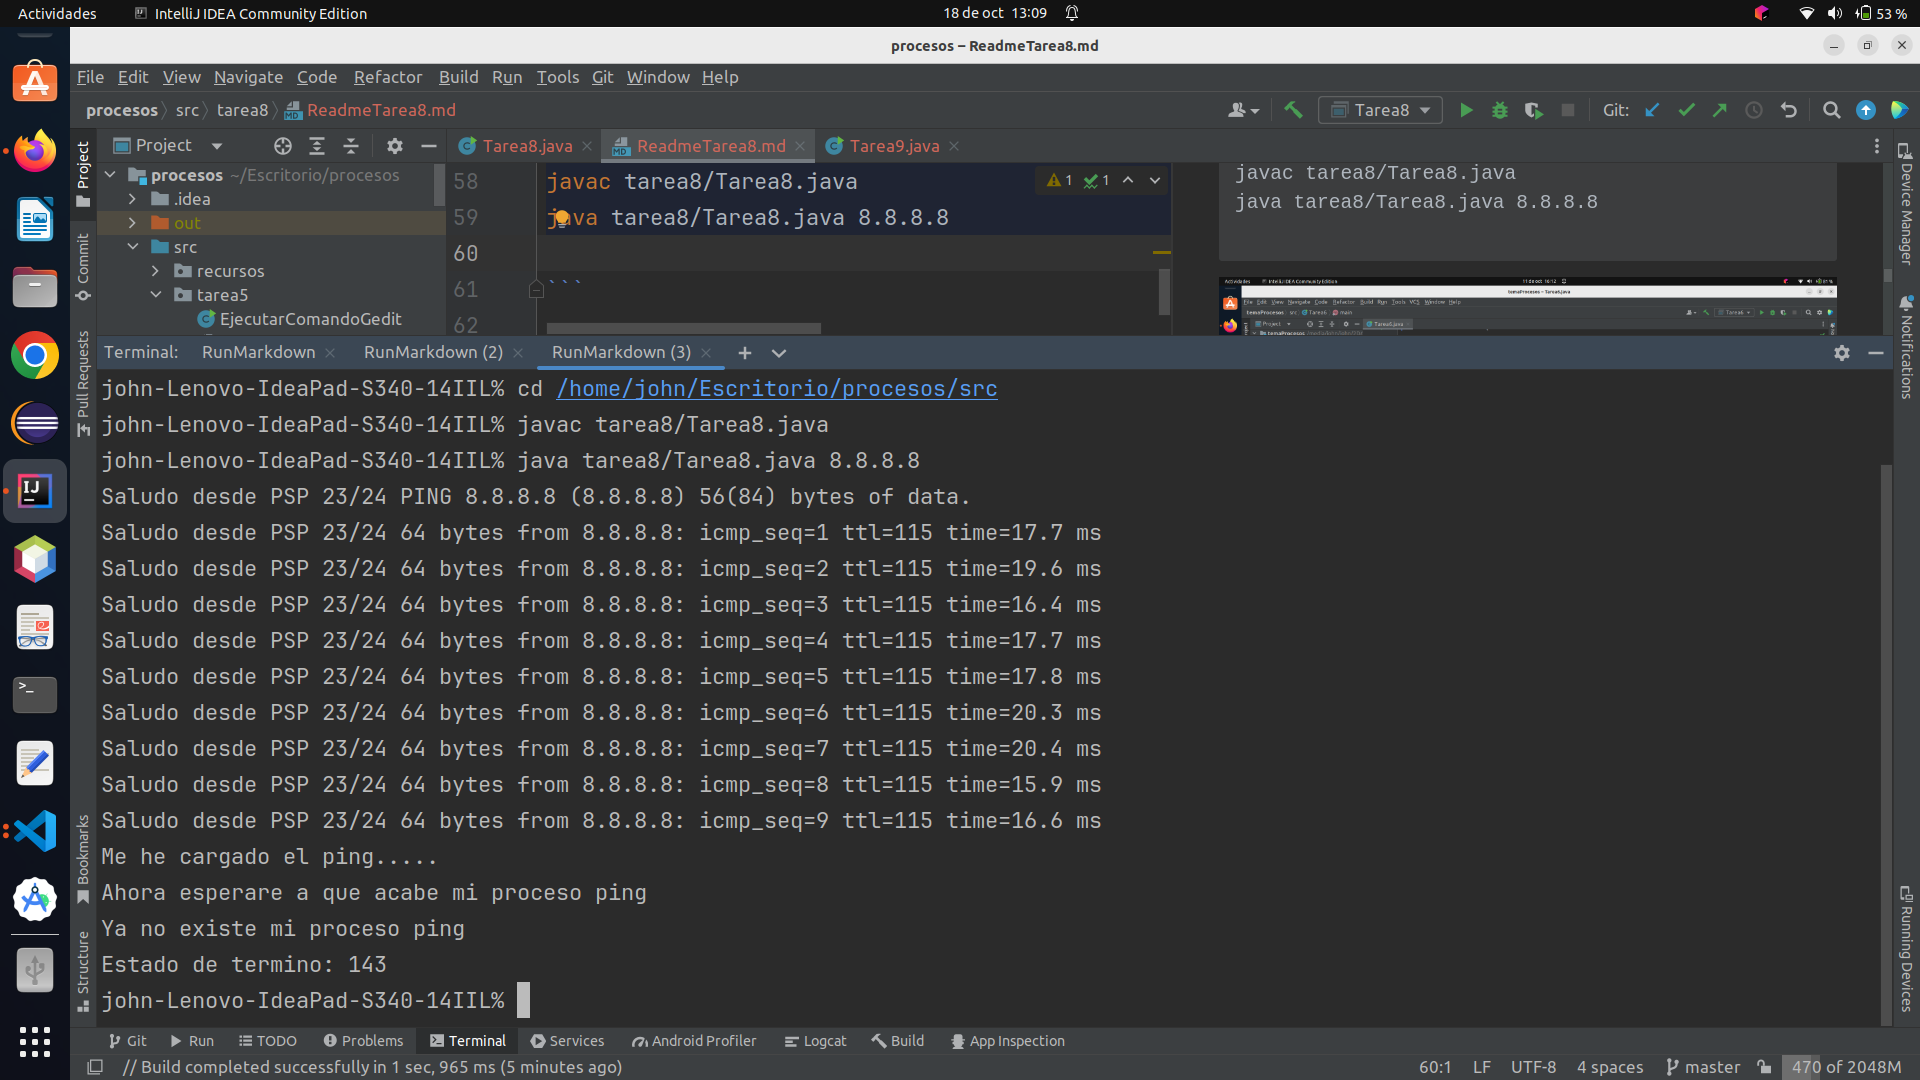 Actividades
IntelliJ IDEA Community Edition
18 de oct 13:09
53 %
procesos – ReadmeTarea8.md
File Edit View Navigate Code Refactor Build Run Tools Git Window Help
procesos src tarea8 ReadmeTarea8.md
Tarea8
Git:
Project
Tarea8.java
ReadmeTarea8.md
Tarea9.java
procesos ~/Escritorio/procesos
.idea
out
src
recursos
tarea5
EjecutarComandoGedit
58 javac tarea8/Tarea8.java
59 java tarea8/Tarea8.java 8.8.8.8
60
61 ```
62
1 1
javac tarea8/Tarea8.java
java tarea8/Tarea8.java 8.8.8.8
Project
Commit
Pull Requests
Bookmarks
Structure
Device Manager
Notifications
Running Devices
Terminal: RunMarkdown RunMarkdown (2) RunMarkdown (3)
john-Lenovo-IdeaPad-S340-14IIL% cd /home/john/Escritorio/procesos/src
john-Lenovo-IdeaPad-S340-14IIL% javac tarea8/Tarea8.java
john-Lenovo-IdeaPad-S340-14IIL% java tarea8/Tarea8.java 8.8.8.8
Saludo desde PSP 23/24 PING 8.8.8.8 (8.8.8.8) 56(84) bytes of data.
Saludo desde PSP 23/24 64 bytes from 8.8.8.8: icmp_seq=1 ttl=115 time=17.7 ms
Saludo desde PSP 23/24 64 bytes from 8.8.8.8: icmp_seq=2 ttl=115 time=19.6 ms
Saludo desde PSP 23/24 64 bytes from 8.8.8.8: icmp_seq=3 ttl=115 time=16.4 ms
Saludo desde PSP 23/24 64 bytes from 8.8.8.8: icmp_seq=4 ttl=115 time=17.7 ms
Saludo desde PSP 23/24 64 bytes from 8.8.8.8: icmp_seq=5 ttl=115 time=17.8 ms
Saludo desde PSP 23/24 64 bytes from 8.8.8.8: icmp_seq=6 ttl=115 time=20.3 ms
Saludo desde PSP 23/24 64 bytes from 8.8.8.8: icmp_seq=7 ttl=115 time=20.4 ms
Saludo desde PSP 23/24 64 bytes from 8.8.8.8: icmp_seq=8 ttl=115 time=15.9 ms
Saludo desde PSP 23/24 64 bytes from 8.8.8.8: icmp_seq=9 ttl=115 time=16.6 ms
Me he cargado el ping.....
Ahora esperare a que acabe mi proceso ping
Ya no existe mi proceso ping
Estado de termino: 143
john-Lenovo-IdeaPad-S340-14IIL%
Git Run TODO Problems Terminal Services Android Profiler Logcat Build App Inspection
// Build completed successfully in 1 sec, 965 ms (5 minutes ago)
60:1 LF UTF-8 4 spaces master 470 of 2048M